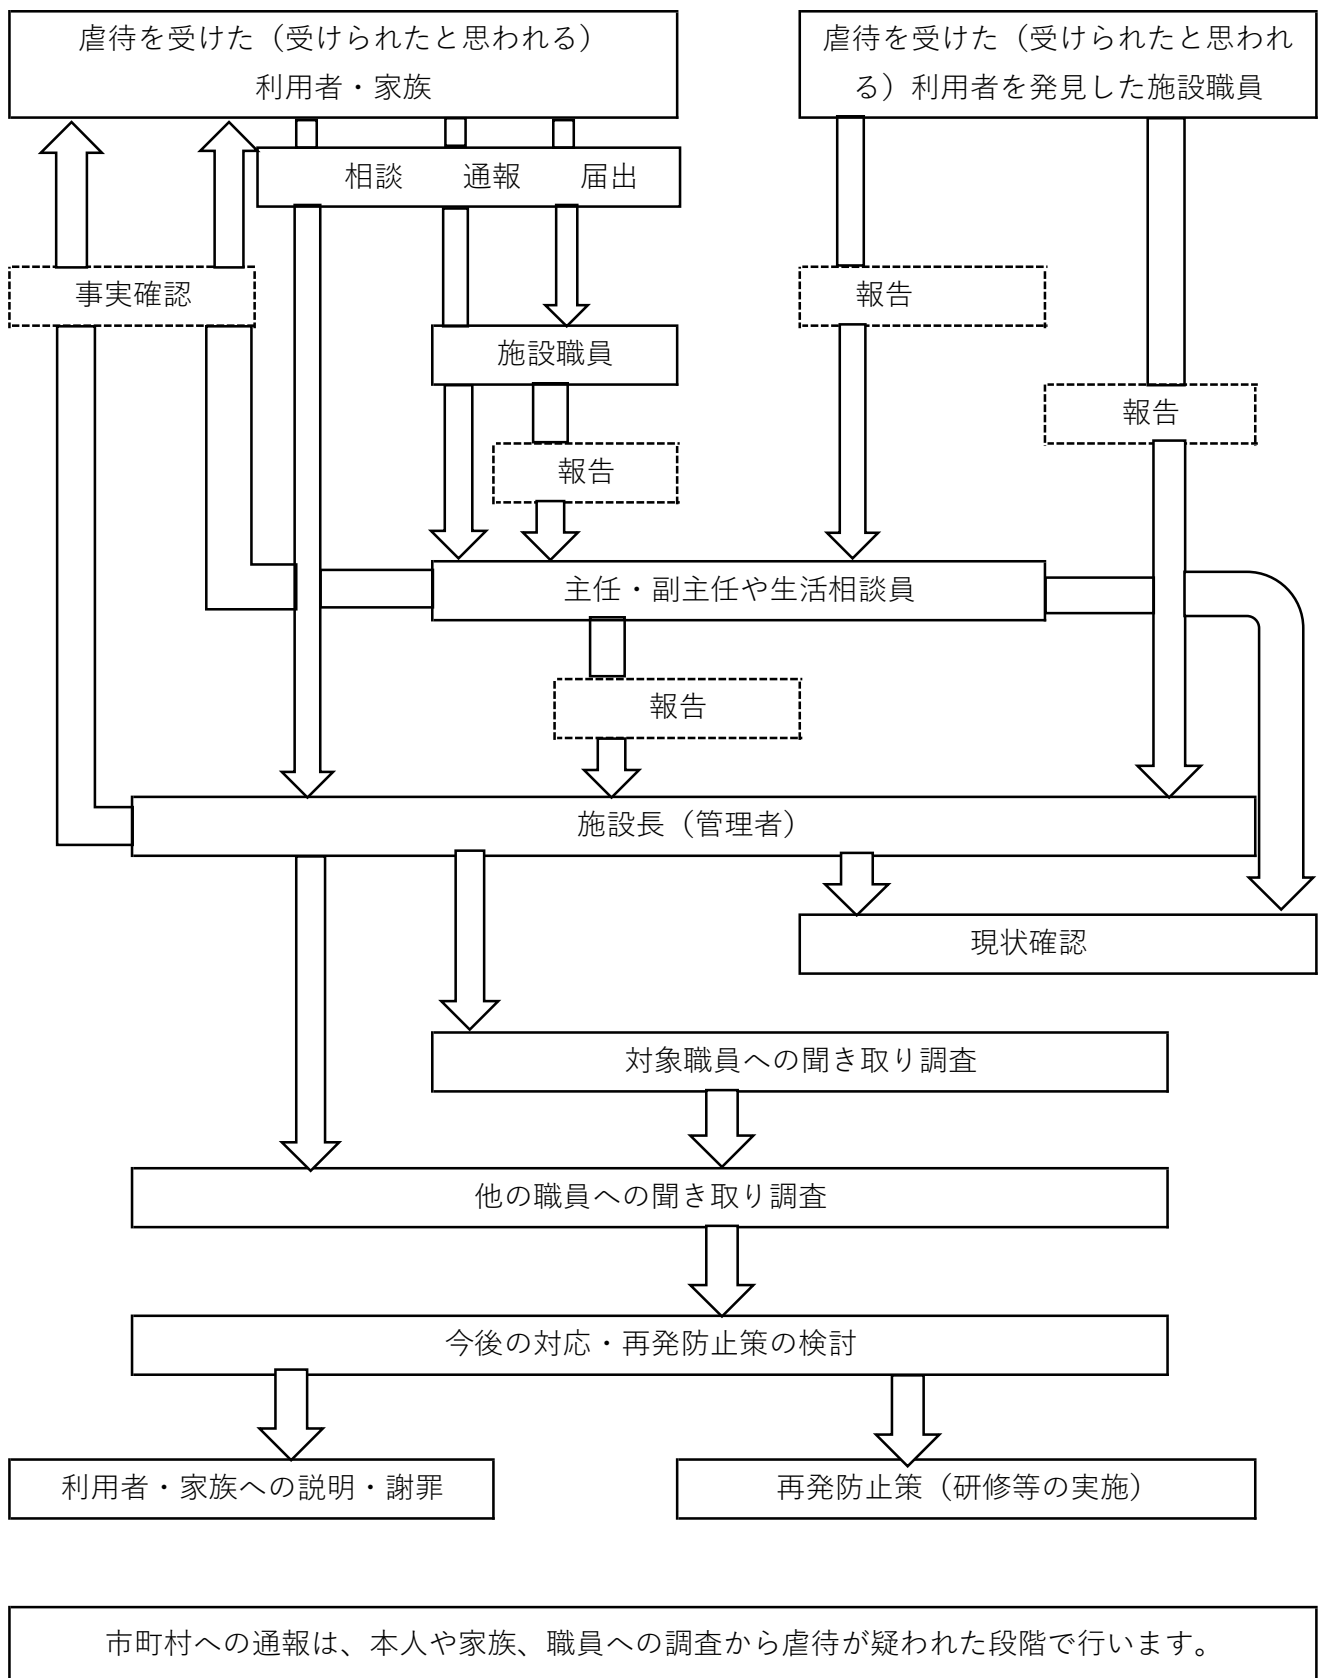 虐待を受けた（受けられたと思われる）
利用者・家族
虐待を受けた（受けられたと思われ
る）利用者を発見した施設職員
相談　通報　届出
事実確認
報告
施設職員
報告
報告
主任・副主任や生活相談員
報告
施設長（管理者）
現状確認
対象職員への聞き取り調査
他の職員への聞き取り調査
今後の対応・再発防止策の検討
利用者・家族への説明・謝罪
再発防止策（研修等の実施）
市町村への通報は、本人や家族、職員への調査から虐待が疑われた段階で行います。